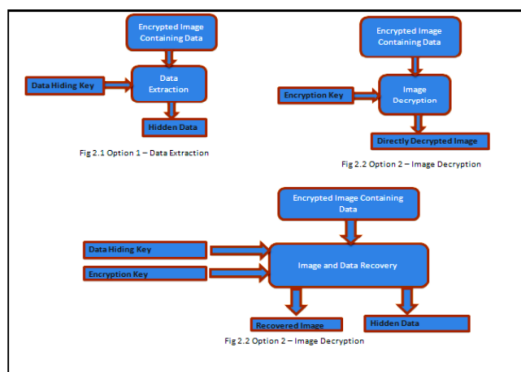 Encrypted Image
Containing Data
Data Hiding Key
Data
Extraction
Hidden Data
Fig 2.1 Option 1 – Data Extraction
Encrypted Image
Containing Data
Encryption Key
Image
Decryption
Directly Decrypted Image
Fig 2.2 Option 2 – Image Decryption
Encrypted Image Containing
Data
Data Hiding Key
Encryption Key
Image and Data Recovery
Recovered Image
Hidden Data
Fig 2.2 Option 2 – Image Decryption